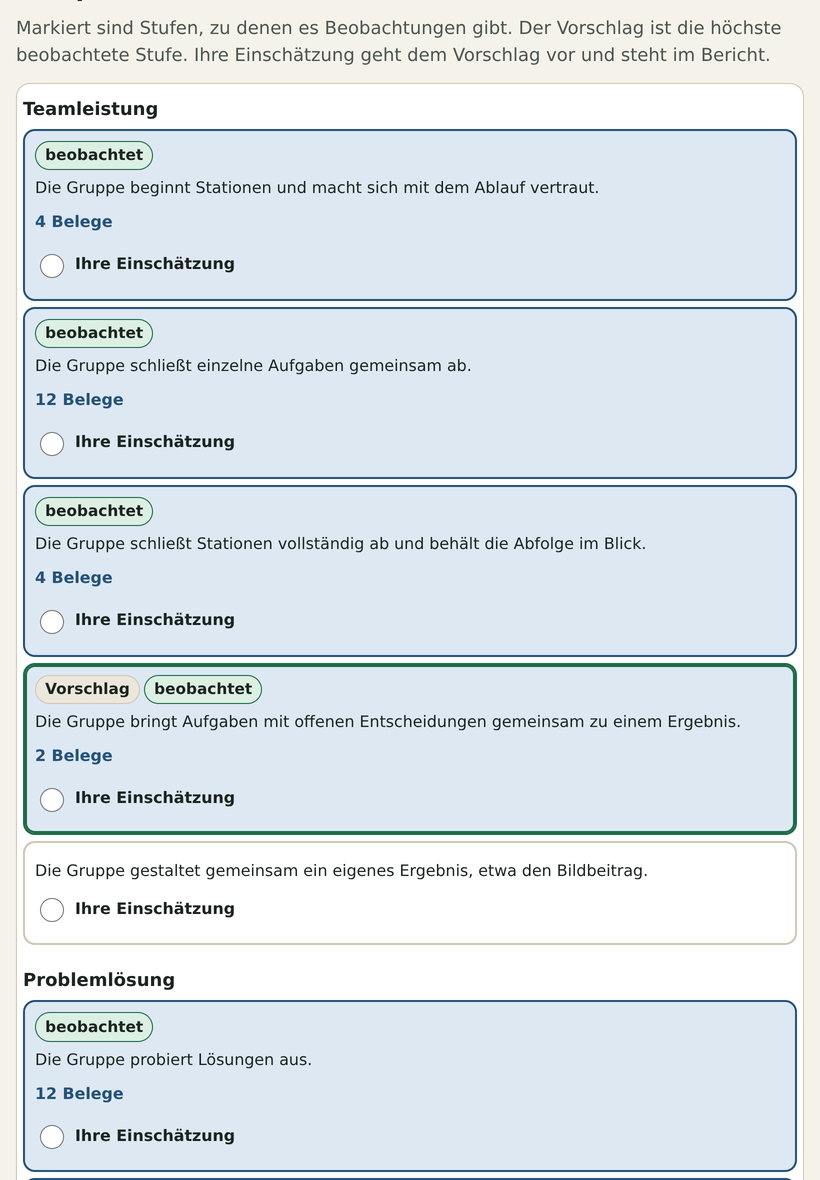 Markiert sind Stufen, zu denen es Beobachtungen gibt. Der Vorschlag ist die höchste
beobachtete Stufe. Ihre Einschätzung geht dem Vorschlag vor und steht im Bericht.
Teamleistung
beobachtet
Die Gruppe beginnt Stationen und macht sich mit dem Ablauf vertraut.
4 Belege
Ihre Einschätzung
beobachtet
Die Gruppe schließt einzelne Aufgaben gemeinsam ab.
12 Belege
Ihre Einschätzung
beobachtet
Die Gruppe schließt Stationen vollständig ab und behält die Abfolge im Blick.
4 Belege
Ihre Einschätzung
Vorschlag beobachtet
Die Gruppe bringt Aufgaben mit offenen Entscheidungen gemeinsam zu einem Ergebnis.
2 Belege
Ihre Einschätzung
Die Gruppe gestaltet gemeinsam ein eigenes Ergebnis, etwa den Bildbeitrag.
Ihre Einschätzung
Problemlösung
beobachtet
Die Gruppe probiert Lösungen aus.
12 Belege
Ihre Einschätzung